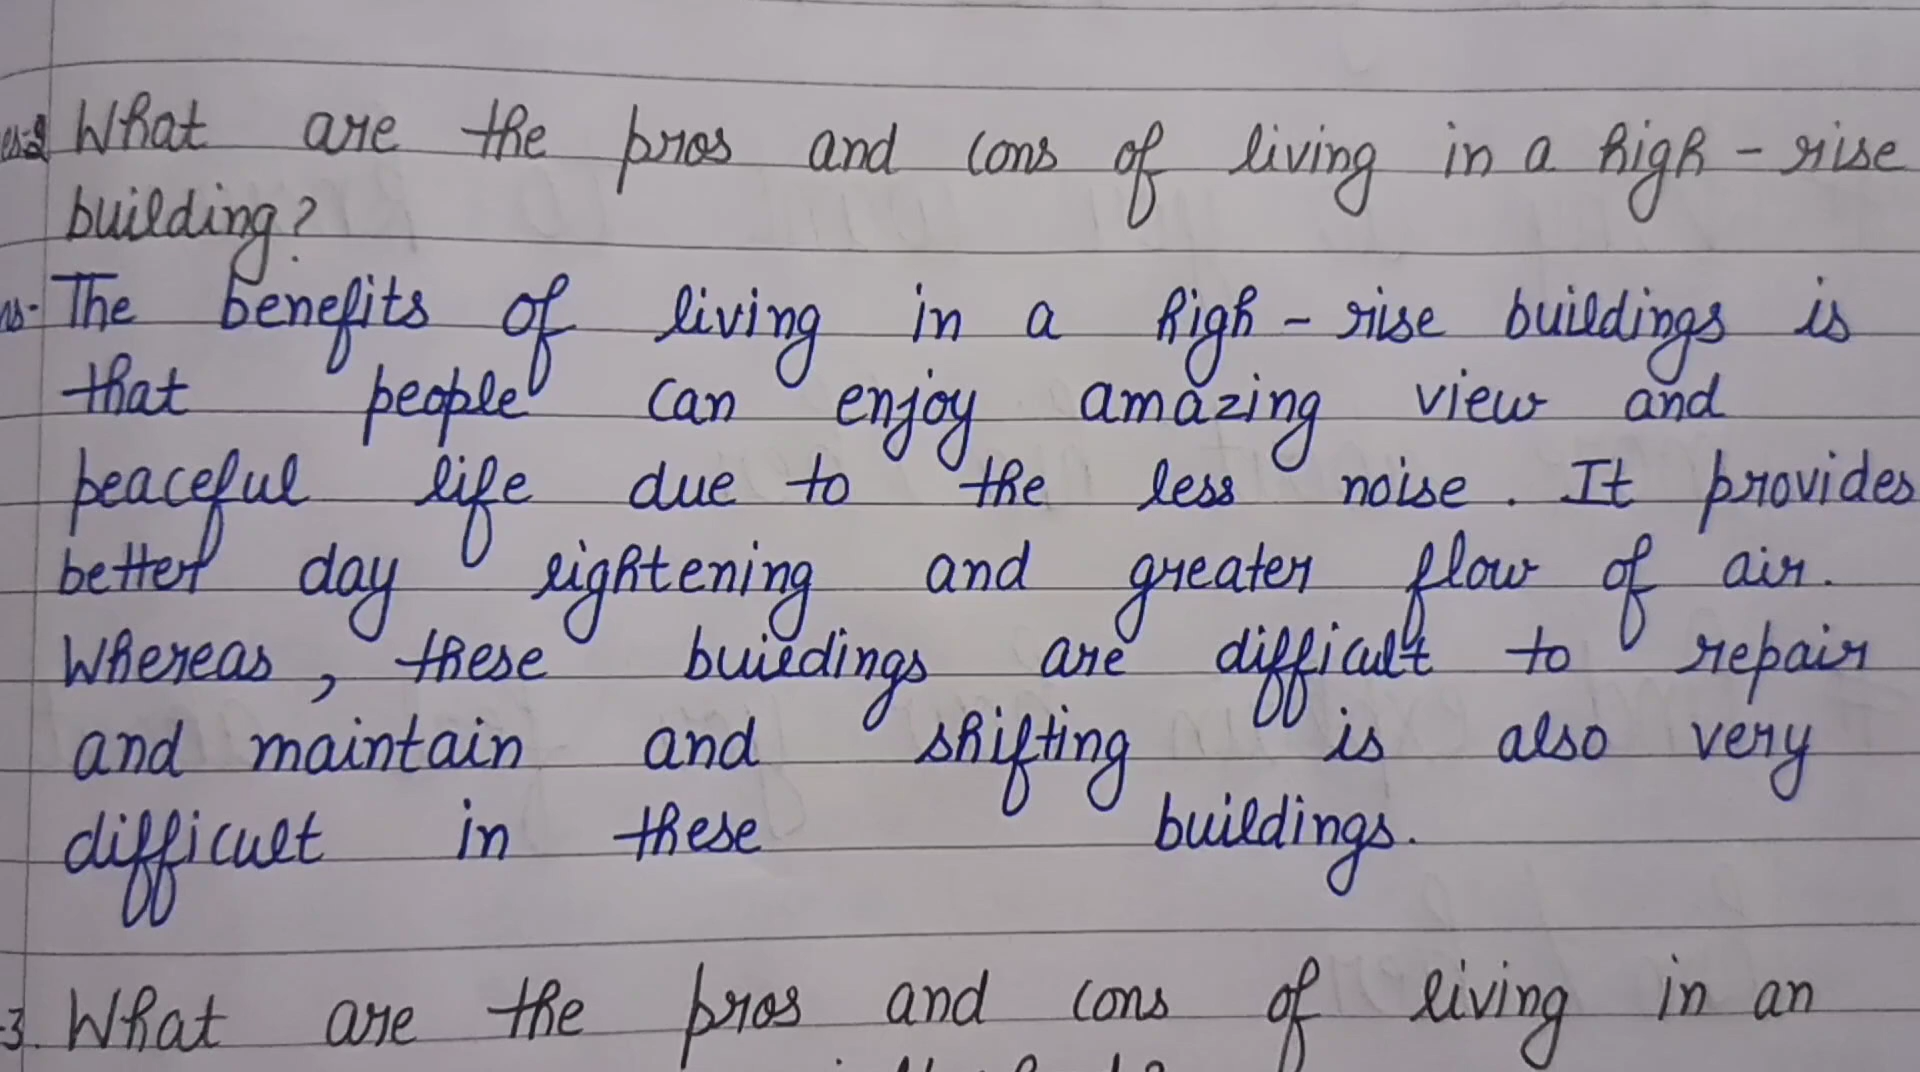 What are the pros and cons of living in a high-rise
building?
The benefits of living in a high-rise buildings is
that people can enjoy amazing view and
peaceful life due to the less noise. It provides
better day lightening and greater flow of air.
Whereas, these buildings are difficult to repair
and maintain and shifting is also very
difficult in these buildings.
3. What are the pros and cons of living in an